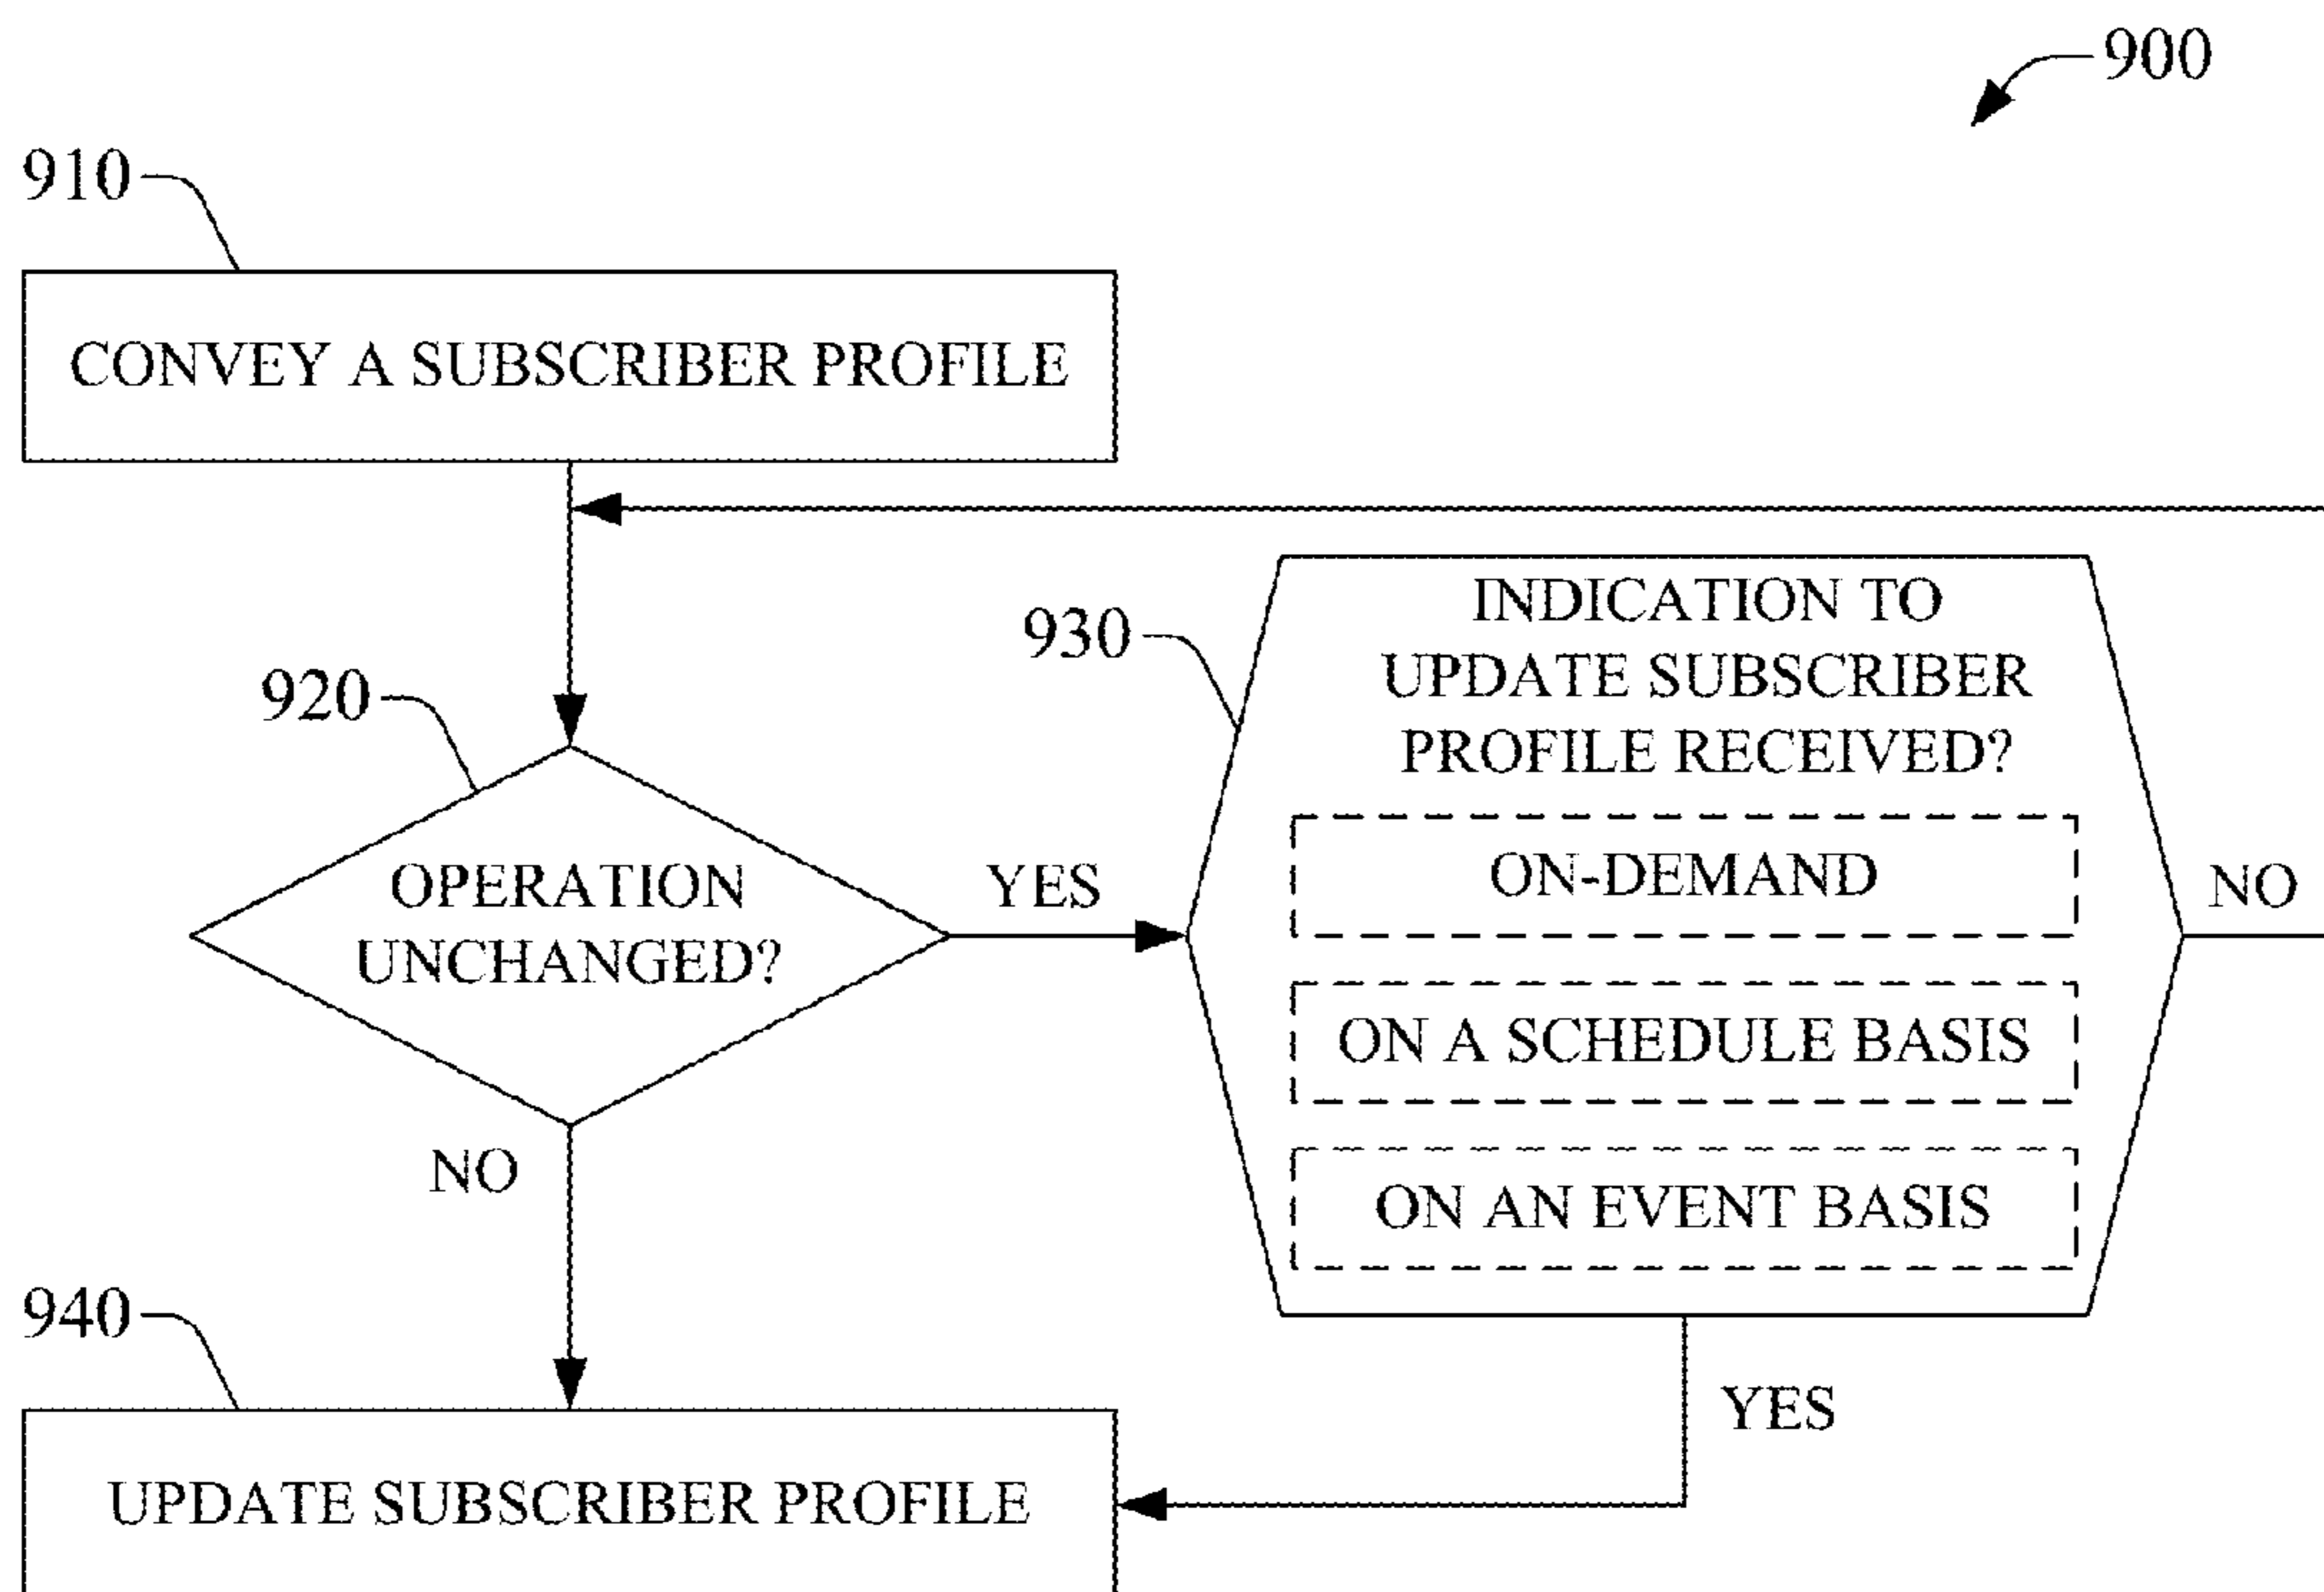 900
910
CONVEY A SUBSCRIBER PROFILE
920
OPERATION
UNCHANGED?
YES
NO
930
INDICATION TO
UPDATE SUBSCRIBER
PROFILE RECEIVED?
ON-DEMAND
ON A SCHEDULE BASIS
ON AN EVENT BASIS
NO
YES
940
UPDATE SUBSCRIBER PROFILE